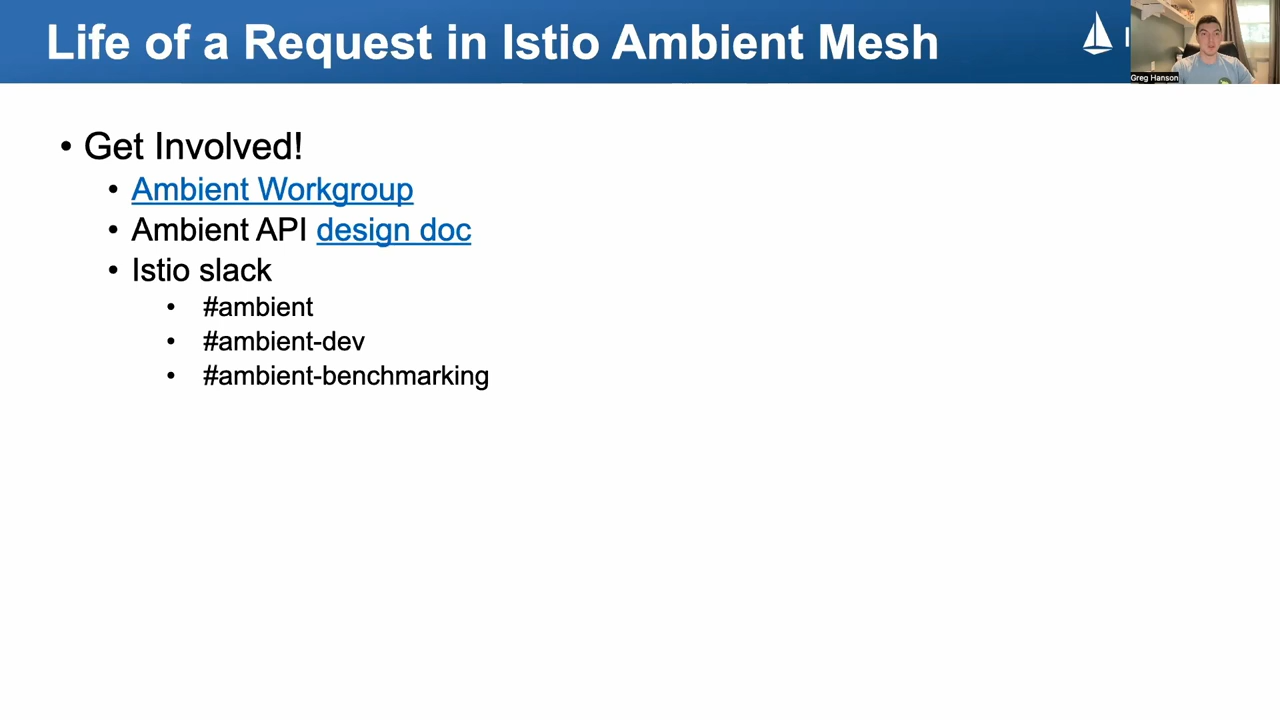 Life of a Request in Istio Ambient Mesh
Greg Hanson
• Get Involved!
• Ambient Workgroup
• Ambient API design doc
• Istio slack
• #ambient
• #ambient-dev
• #ambient-benchmarking